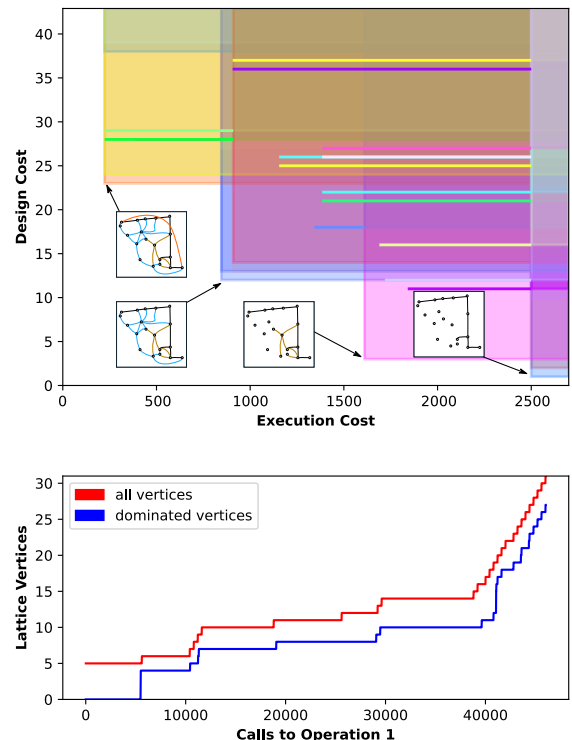 40
35
30
25
20
15
10
5
0
Design Cost
0 500 1000 1500 2000 2500
Execution Cost
30
25
20
15
10
5
0
Lattice Vertices
all vertices
dominated vertices
0 10000 20000 30000 40000
Calls to Operation 1